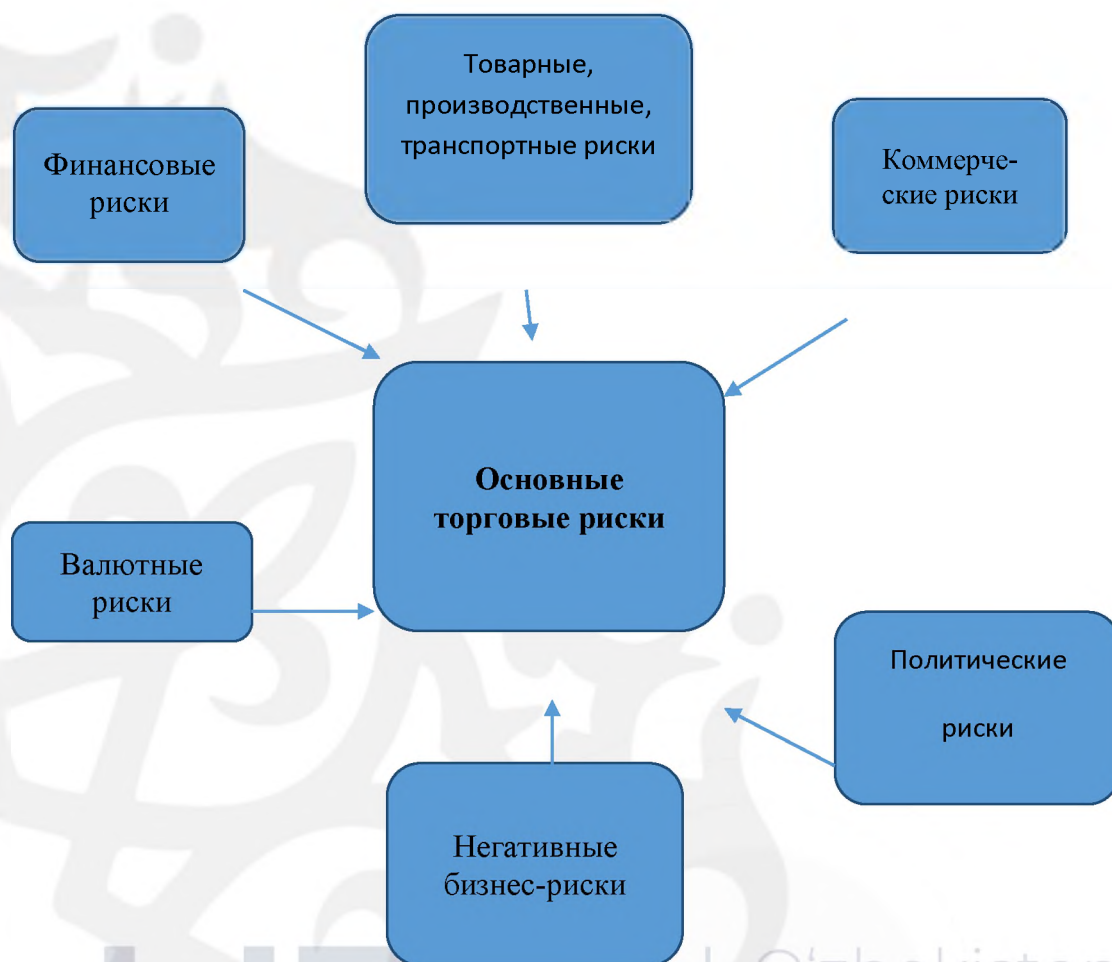 Товарные,
производственные,
транспортные риски
Финансовые
риски
Коммерче-
ские риски
Основные
торговые риски
Валютные
риски
Политические
риски
Негативные
бизнес-риски